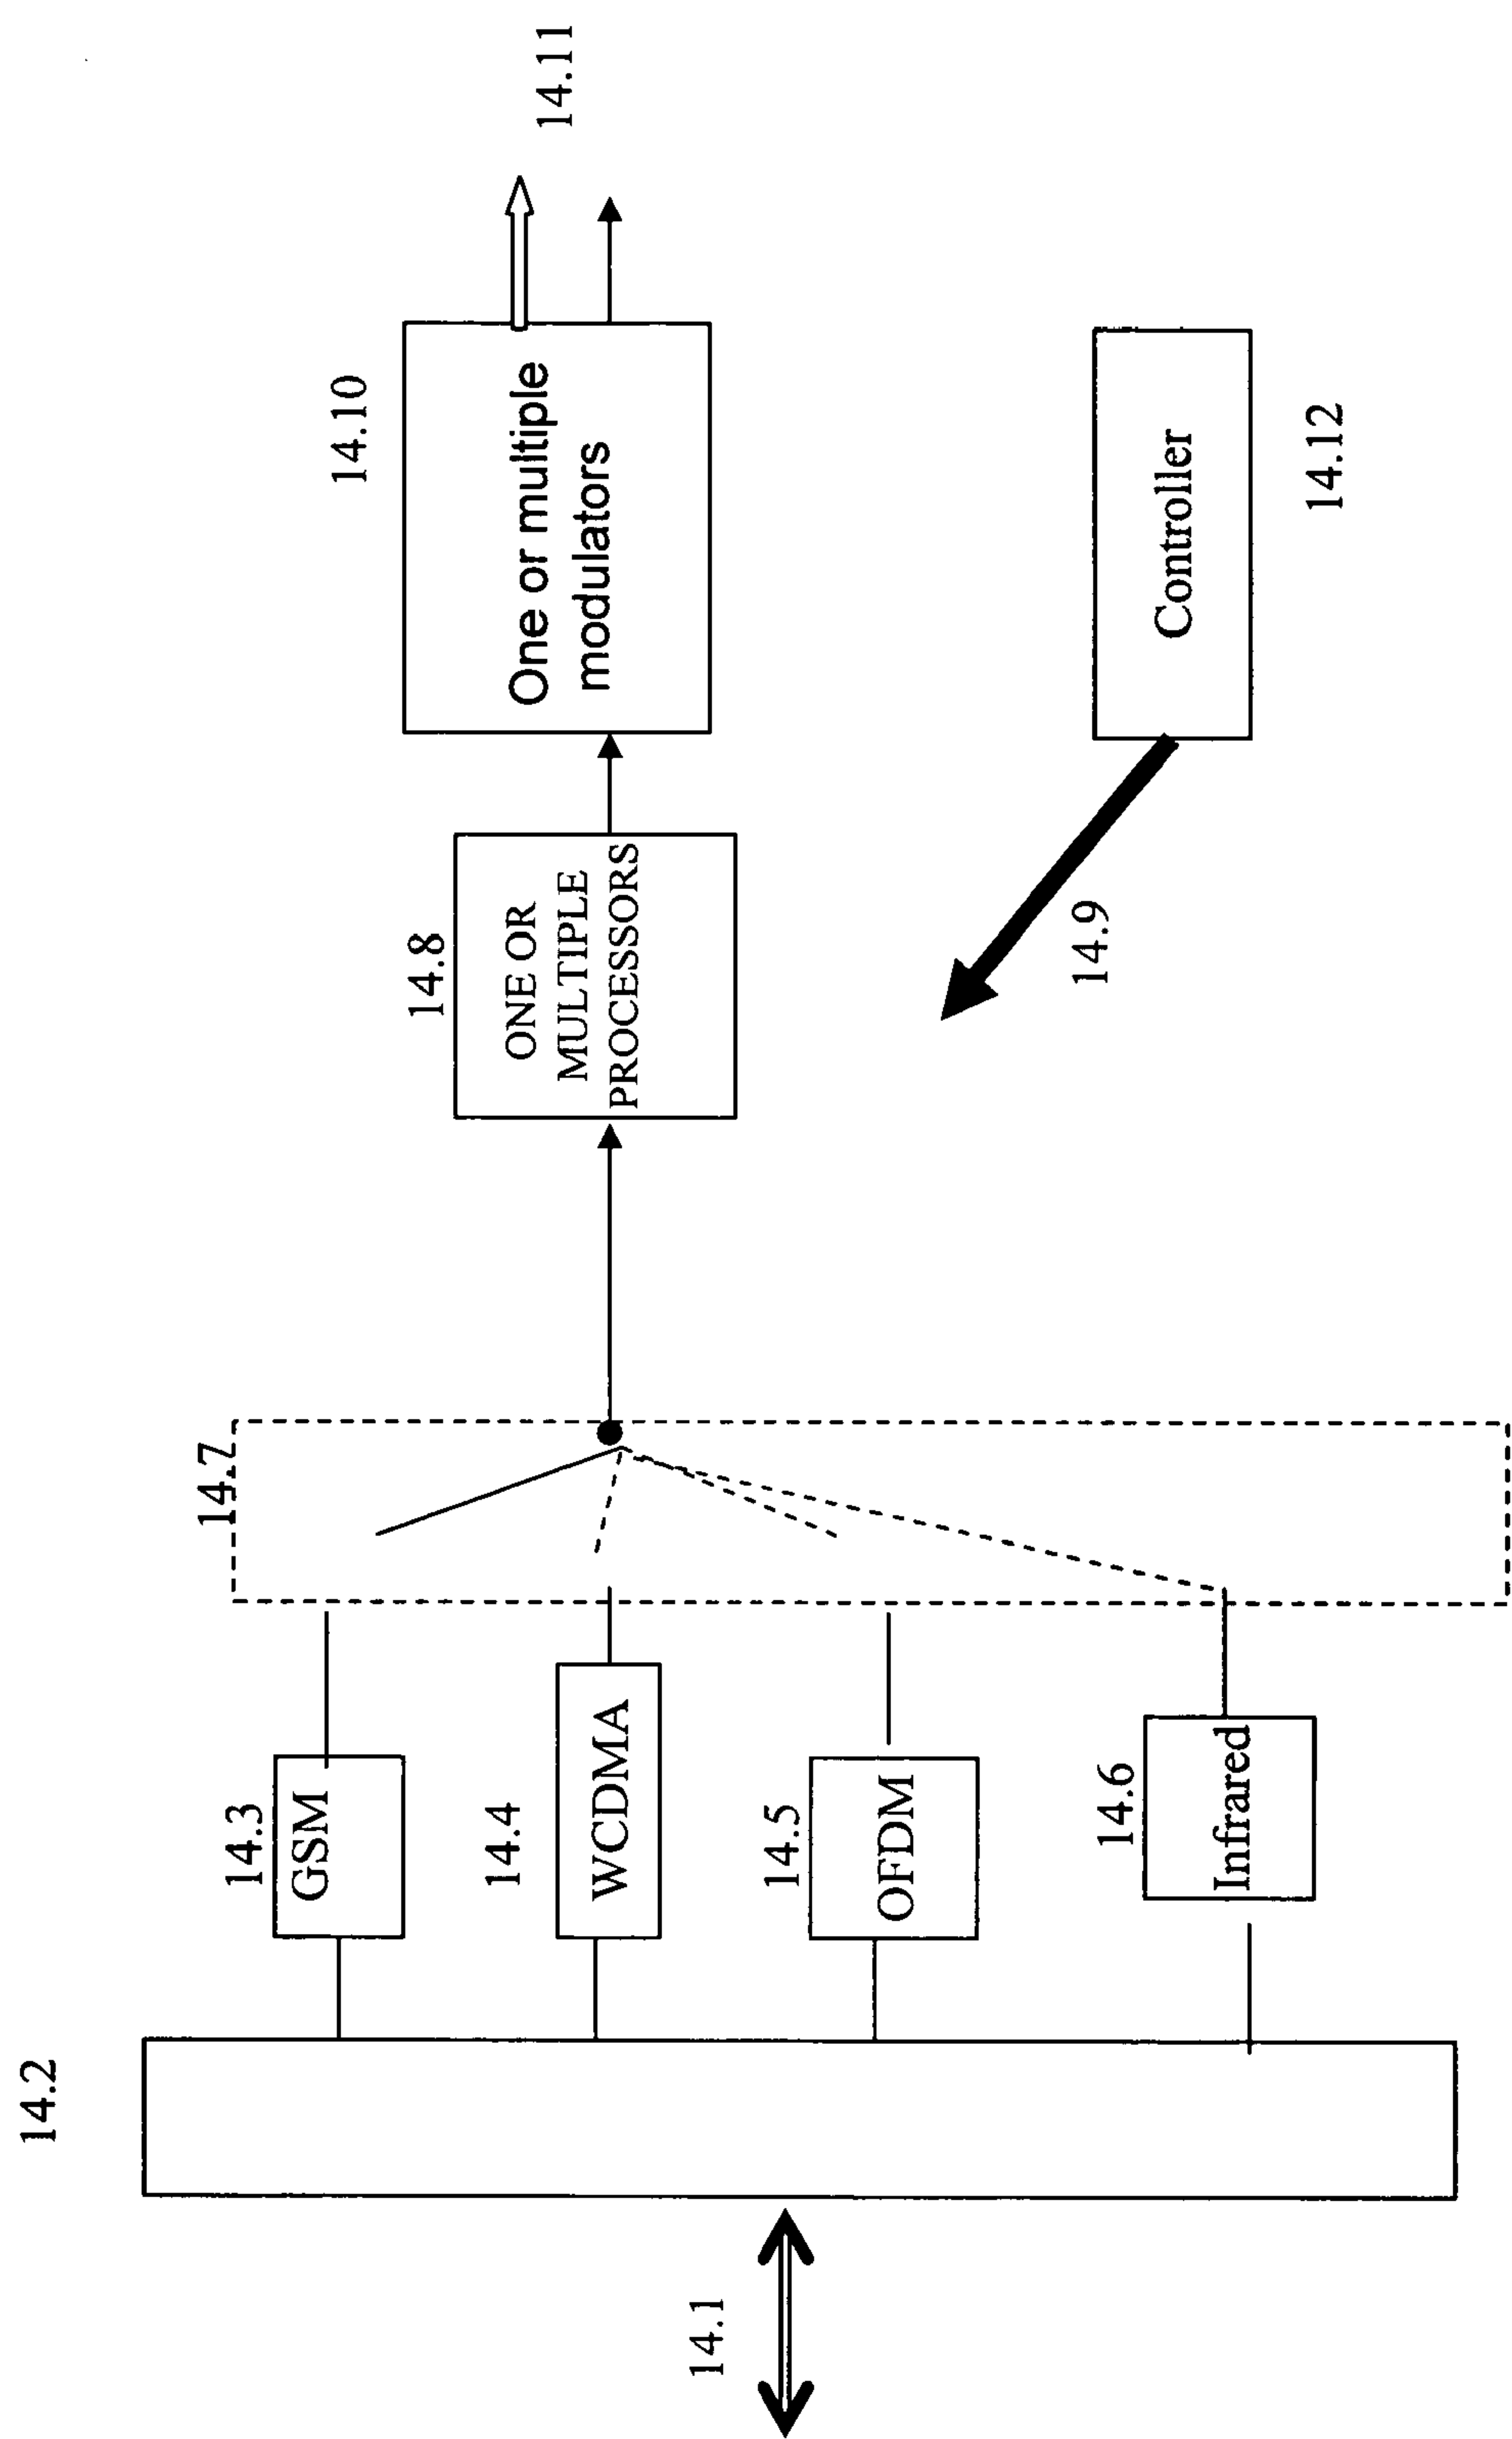 14.1
14.2
14.3
GSM
14.4
WCDMA
14.5
OFDM
14.6
Infrared
14.7
14.8
ONE OR
MULTIPLE
PROCESSORS
14.9
14.10
One or multiple
modulators
14.11
Controller
14.12